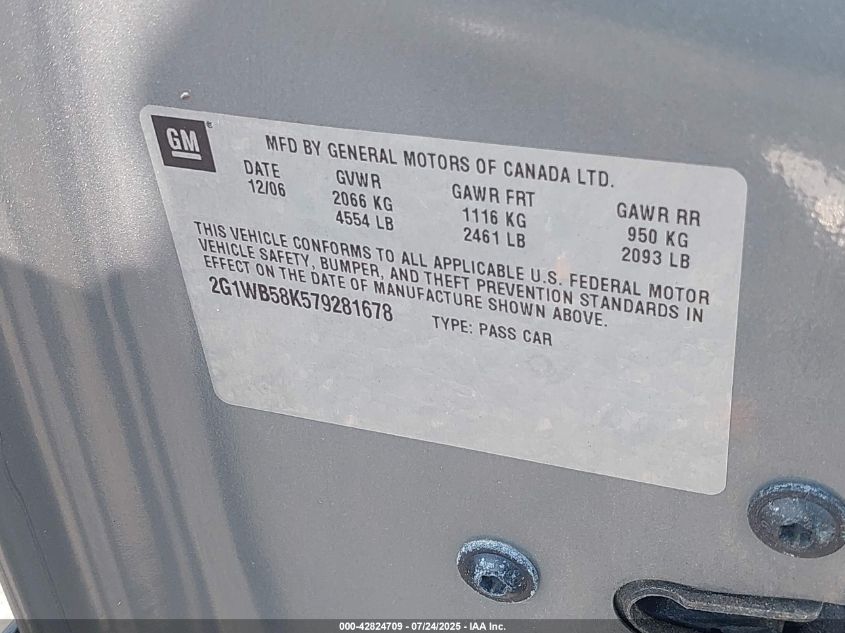 GM
MFD BY GENERAL MOTORS OF CANADA LTD.
DATE GVWR GAWR FRT GAWR RR
12/06 2066 KG 1116 KG 950 KG
4554 LB 2461 LB 2093 LB
THIS VEHICLE CONFORMS TO ALL APPLICABLE U.S. FEDERAL MOTOR
VEHICLE SAFETY, BUMPER, AND THEFT PREVENTION STANDARDS IN
EFFECT ON THE DATE OF MANUFACTURE SHOWN ABOVE.
2G1WB58K579281678 TYPE: PASS CAR
000-42824709 - 07/24/2025 - IAA Inc.